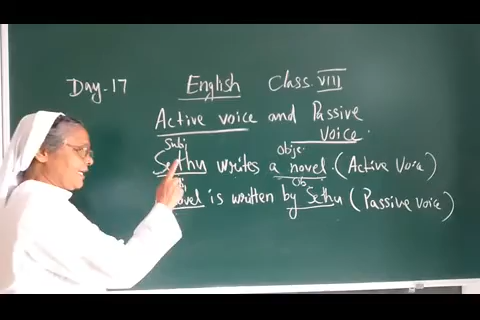 Day-17 English Class VIII
Active voice and Passive
Voice.
Subj Obje.
Sethu writes a novel. (Active Voice)
Ob
is written by Sethu (Passive voice)